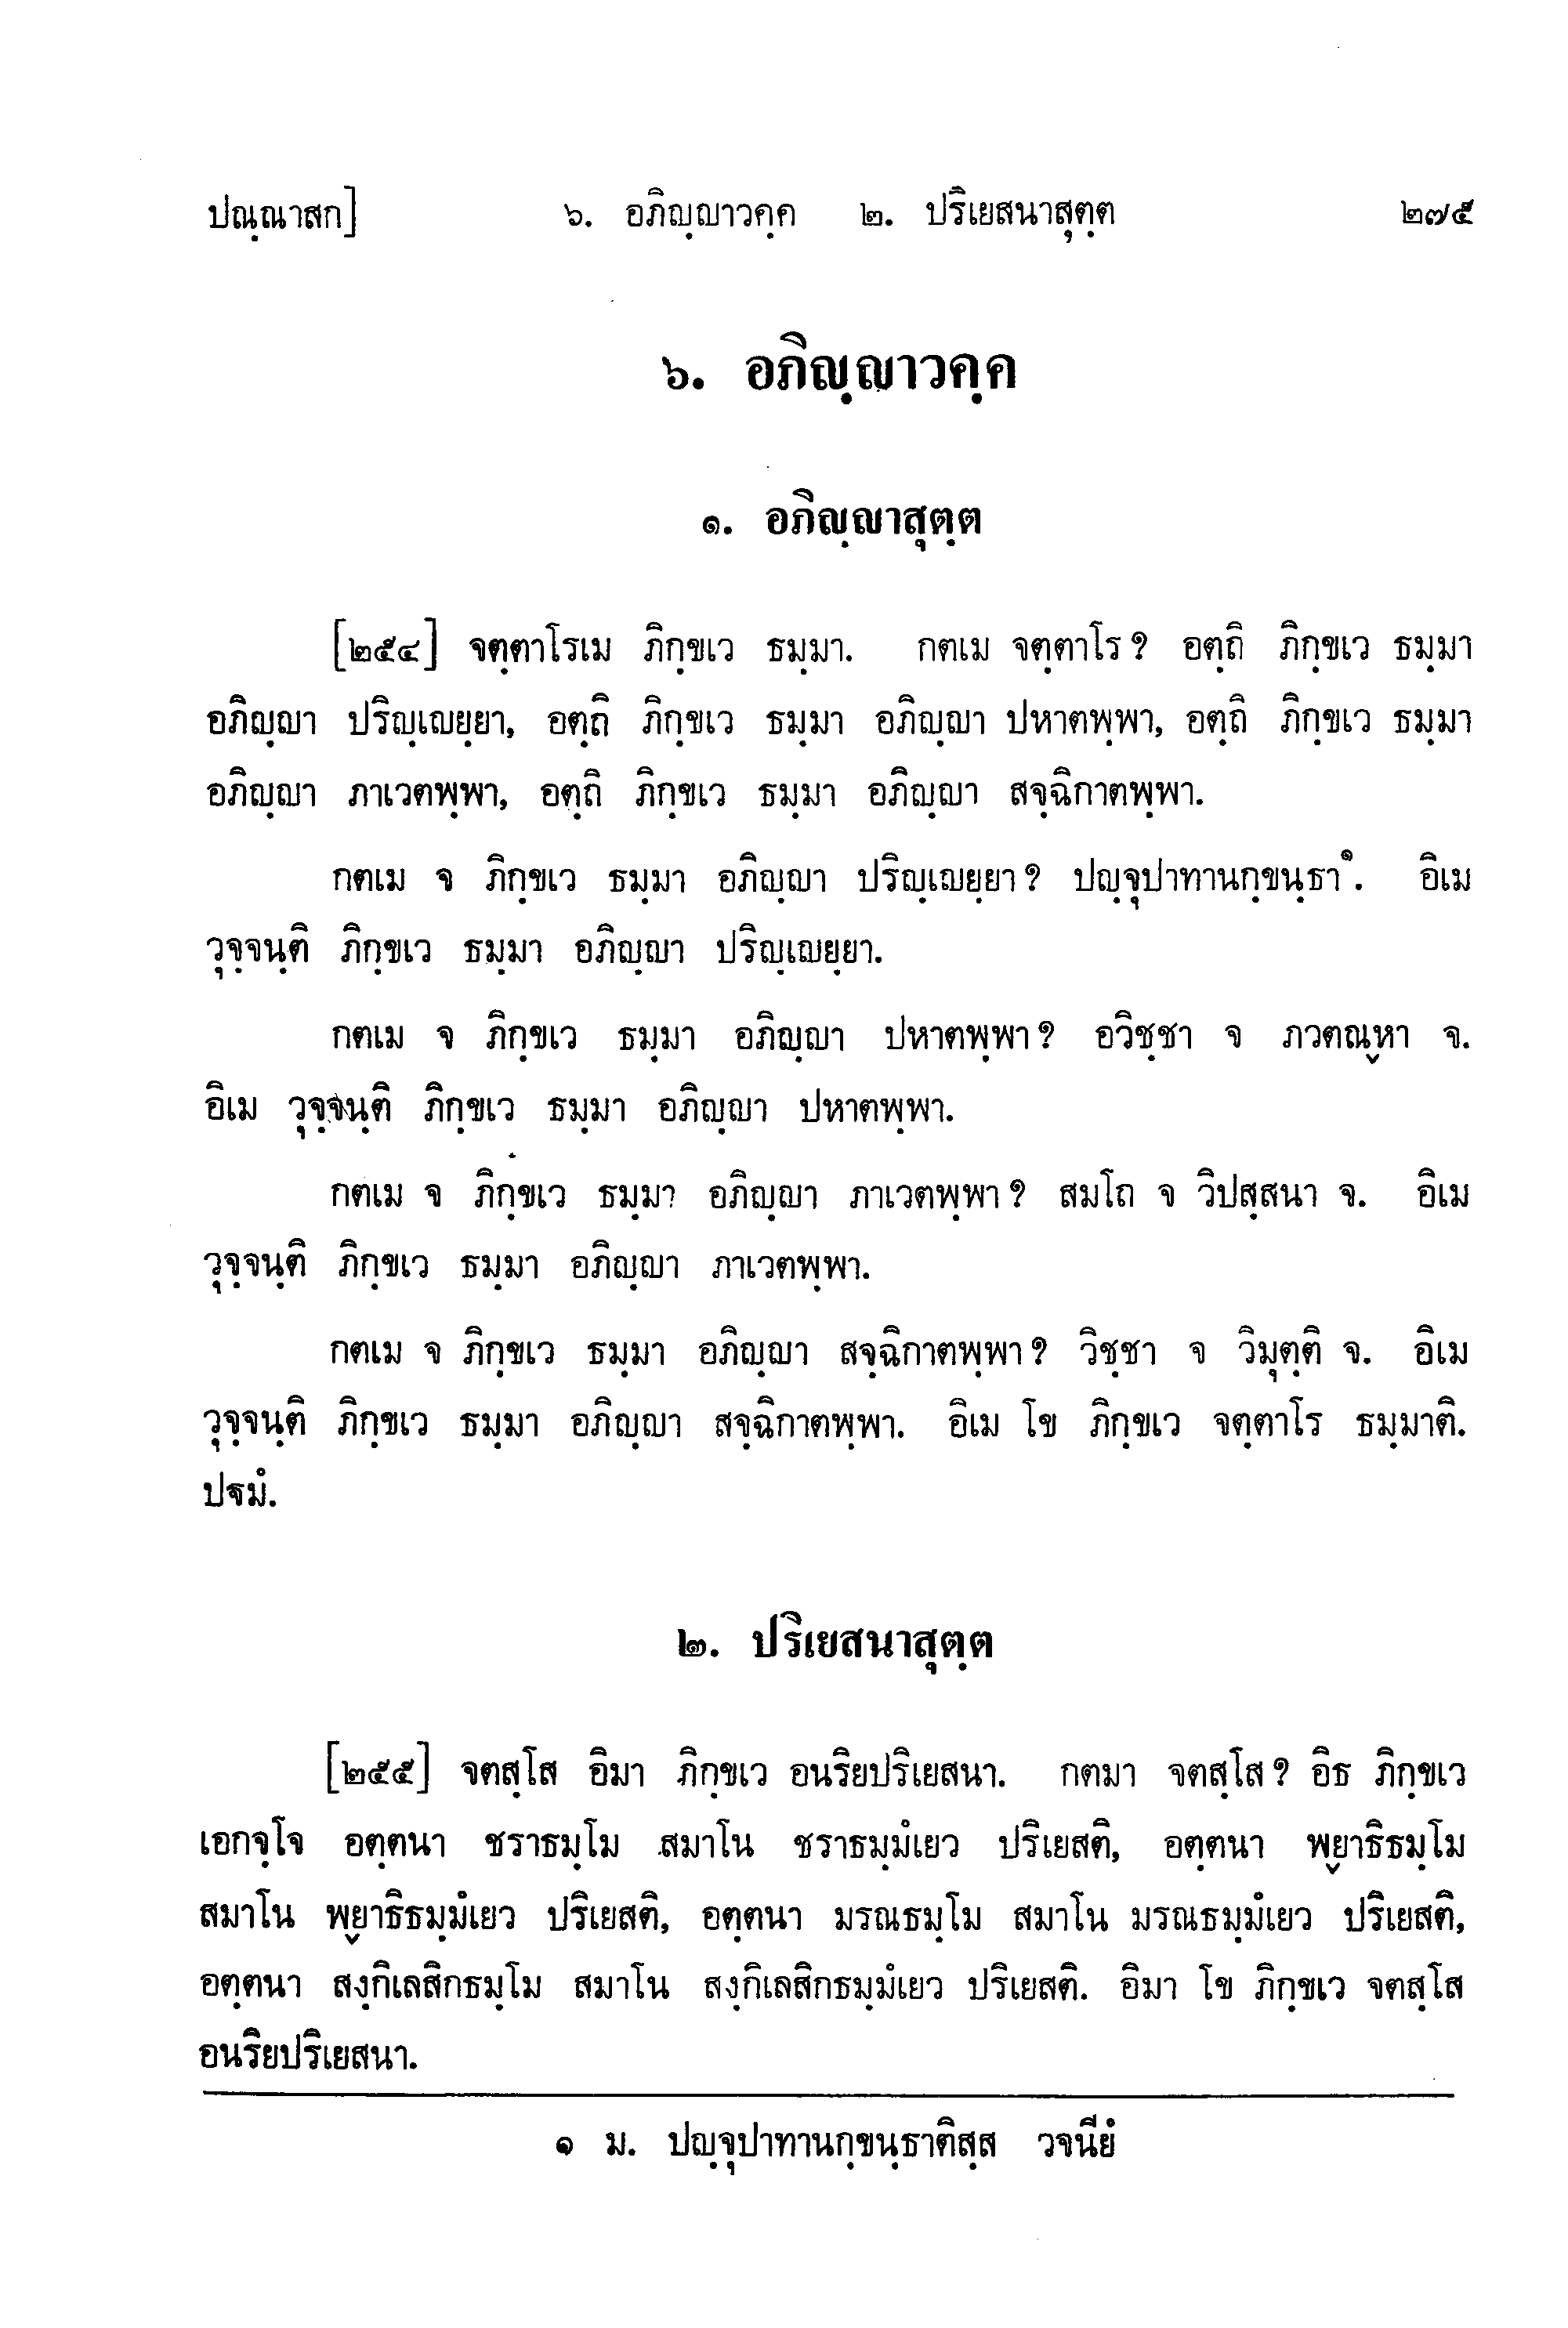 ปณฺณาสก] ๖. อภิญฺญาวคฺค ๒. ปริเยสนาสุตฺต ๒๗๕
๖. อภิญฺญาวคฺค
๑. อภิญฺญาสุตฺต
[๒๕๔] จตฺตาโรเม ภิกฺขเว ธมฺมา. กตเม จตฺตาโร? อตฺถิ ภิกฺขเว ธมฺมา
อภิญฺญา ปริญฺเญยฺยา, อตฺถิ ภิกฺขเว ธมฺมา อภิญฺญา ปหาตพฺพา, อตฺถิ ภิกฺขเว ธมฺมา
อภิญฺญา ภาเวตพฺพา, อตฺถิ ภิกฺขเว ธมฺมา อภิญฺญา สจฺฉิกาตพฺพา.
กตเม จ ภิกฺขเว ธมฺมา อภิญฺญา ปริญฺเญยฺยา? ปญฺจุปาทานกฺขนฺธา๑. อิเม
วุจฺจนฺติ ภิกฺขเว ธมฺมา อภิญฺญา ปริญฺเญยฺยา.
กตเม จ ภิกฺขเว ธมฺมา อภิญฺญา ปหาตพฺพา? อวิชฺชา จ ภวตณฺหา จ.
อิเม วุจฺจนฺติ ภิกฺขเว ธมฺมา อภิญฺญา ปหาตพฺพา.
กตเม จ ภิกฺขเว ธมฺมา อภิญฺญา ภาเวตพฺพา? สมโถ จ วิปสฺสนา จ. อิเม
วุจฺจนฺติ ภิกฺขเว ธมฺมา อภิญฺญา ภาเวตพฺพา.
กตเม จ ภิกฺขเว ธมฺมา อภิญฺญา สจฺฉิกาตพฺพา? วิชฺชา จ วิมุตฺติ จ. อิเม
วุจฺจนฺติ ภิกฺขเว ธมฺมา อภิญฺญา สจฺฉิกาตพฺพา. อิเม โข ภิกฺขเว จตฺตาโร ธมฺมาติ.
ปฐมํ.
๒. ปริเยสนาสุตฺต
[๒๕๕] จตสฺโส อิมา ภิกฺขเว อนริยปริเยสนา. กตมา จตสฺโส? อิธ ภิกฺขเว
เอกจฺโจ อตฺตนา ชราธมฺโม สมาโน ชราธมฺมํเยว ปริเยสติ, อตฺตนา พฺยาธิธมฺโม
สมาโน พฺยาธิธมฺมํเยว ปริเยสติ, อตฺตนา มรณธมฺโม สมาโน มรณธมฺมํเยว ปริเยสติ,
อตฺตนา สงฺกิเลสิกธมฺโม สมาโน สงฺกิเลสิกธมฺมํเยว ปริเยสติ. อิมา โข ภิกฺขเว จตสฺโส
อนริยปริเยสนา.
๑ ม. ปญฺจุปาทานกฺขนฺธาติสฺส วจนียํ